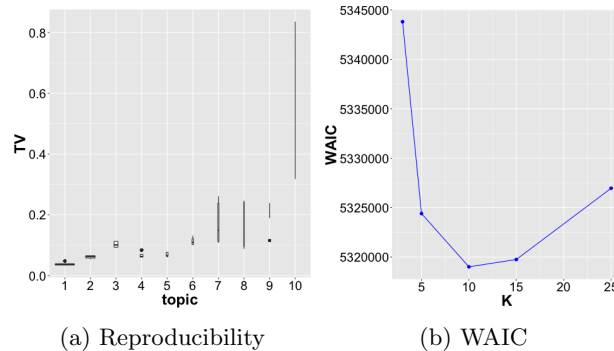 TV
0.8
0.6
0.4
0.2
0.0
1 2 3 4 5 6 7 8 9 10
topic
(a) Reproducibility
WAIC
5345000
5340000
5335000
5330000
5325000
5320000
5 10 15 20 25
K
(b) WAIC